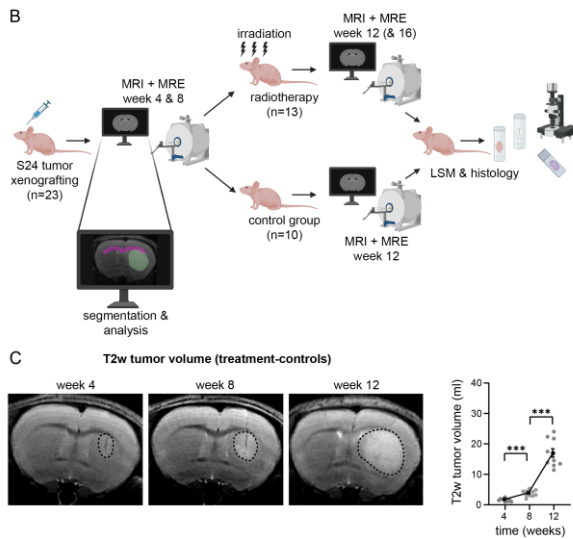 B
irradiation
MRI + MRE
week 12 (& 16)
MRI + MRE
week 4 & 8
radiotherapy
(n=13)
S24 tumor
xenografting
(n=23)
LSM & histology
control group
(n=10)
MRI + MRE
week 12
segmentation &
analysis
C
T2w tumor volume (treatment-controls)
week 4
week 8
week 12
T2w tumor volume (ml)
40
30
20
10
0
***
***
4
8
12
time (weeks)